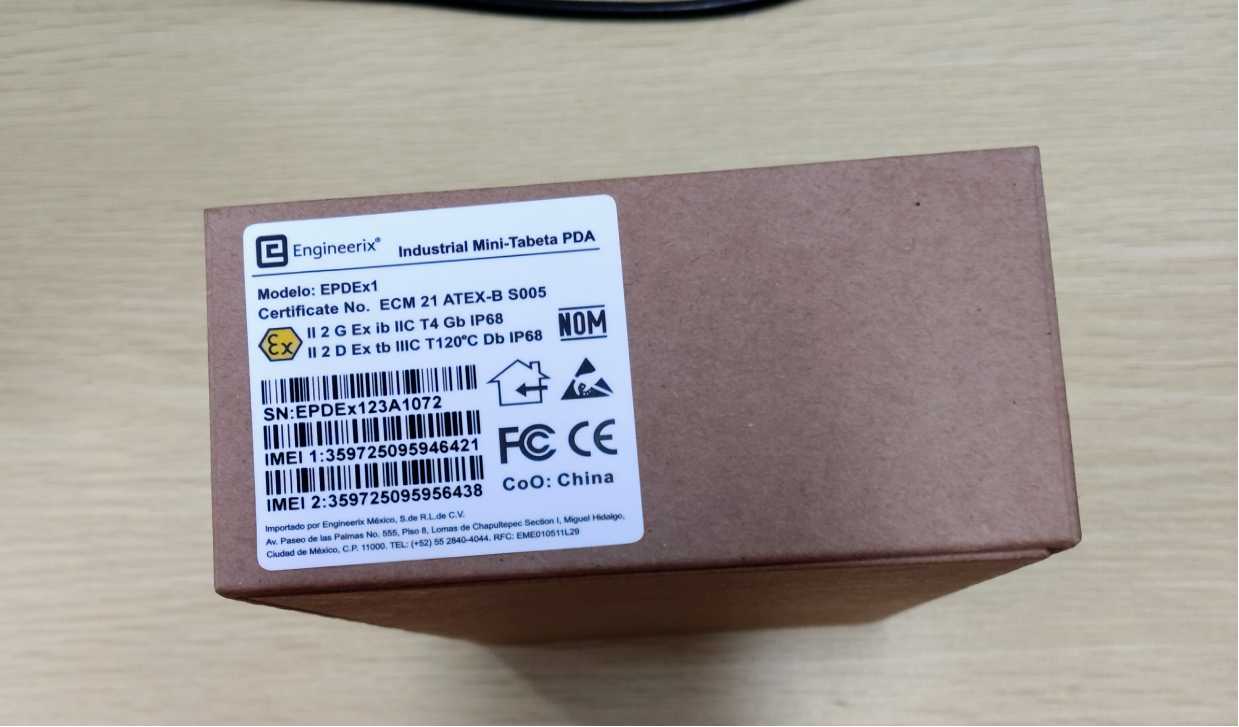 Engineerix® Industrial Mini-Tabeta PDA
Modelo: EPDEx1
Certificate No. ECM 21 ATEX-B S005
Ex II 2 G Ex ib IIC T4 Gb IP68
II 2 D Ex tb IIIC T120°C Db IP68
NOM
SN:EPDEx123A1072
IMEI 1:359725095946421
IMEI 2:359725095956438
FC CE
CoO: China
Importado por Engineerix México, S.de R.L.de C.V.
Av. Paseo de las Palmas No. 555, Piso 8, Lomas de Chapultepec Section I, Miguel Hidalgo,
Ciudad de México, C.P. 11000. TEL: (+52) 55 2840-4044. RFC: EME010511L29